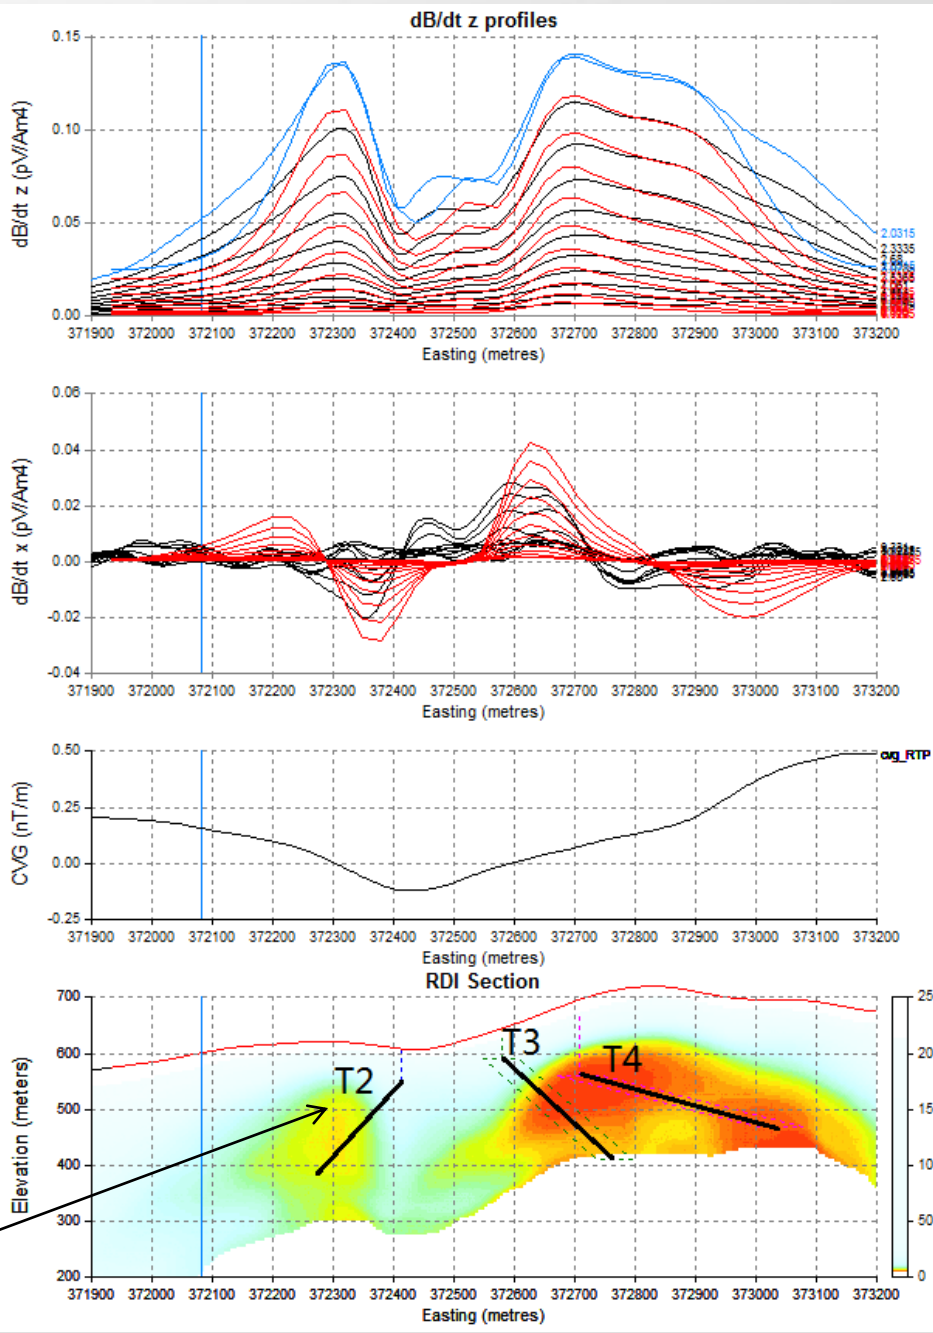 dB/dt z profiles
0.15
0.10
0.05
0.00
dB/dt z (pV/Am4)
2.0315
2.3335
371900 372000 372100 372200 372300 372400 372500 372600 372700 372800 372900 373000 373100 373200
Easting (metres)
0.06
0.04
0.02
0.00
-0.02
-0.04
dB/dt x (pV/Am4)
371900 372000 372100 372200 372300 372400 372500 372600 372700 372800 372900 373000 373100 373200
Easting (metres)
0.50
0.25
0.00
-0.25
CVG (nT/m)
cvg_RTP
371900 372000 372100 372200 372300 372400 372500 372600 372700 372800 372900 373000 373100 373200
Easting (metres)
RDI Section
700
600
500
400
300
200
Elevation (meters)
T2
T3
T4
25
20
15
10
50
0
371900 372000 372100 372200 372300 372400 372500 372600 372700 372800 372900 373000 373100 373200
Easting (metres)